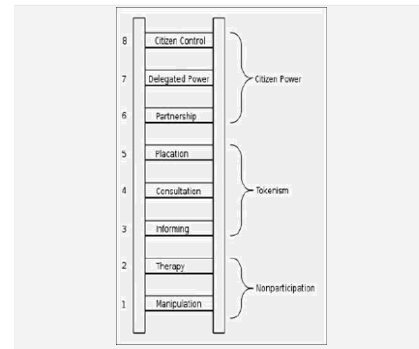 8 Citizen Control
7 Delegated Power Citizen Power
6 Partnership
5 Placation
4 Consultation Tokenism
3 Informing
2 Therapy
Nonparticipation
1 Manipulation